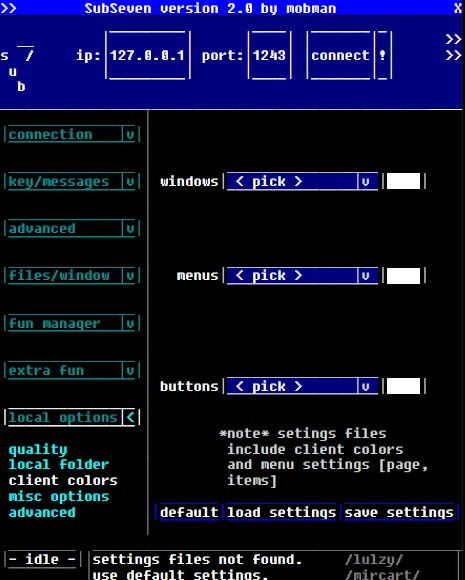 >> SubSeven version 2.0 by mobman X
s / ip: 127.0.0.1 port: 1243 connect ! >>
>>
u
b
connection v
key/messages v
windows < pick > v
advanced v
files/window v
menus < pick > v
fun manager v
extra fun v
buttons < pick > v
local options <
*note* setings files
include client colors
and menu settings [page,
items]
quality
local folder
client colors
misc options
advanced
default load settings save settings
- idle - settings files not found. /lulzy/
use default settings. /mircart/